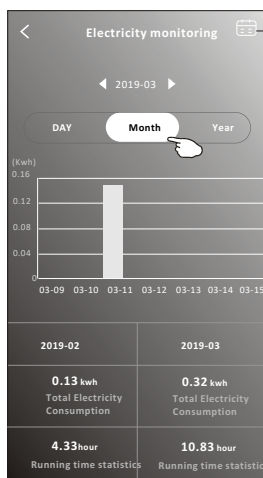 Electricity monitoring
2019-03
DAY Month Year
(Kwh)
0.16
0.12
0.08
0.04
0
03-09 03-10 03-11 03-12 03-13 03-14 03-15
2019-02 2019-03
0.13 kwh 0.32 kwh
Total Electricity Total Electricity
Consumption Consumption
4.33hour 10.83 hour
Running time statistics Running time statistic